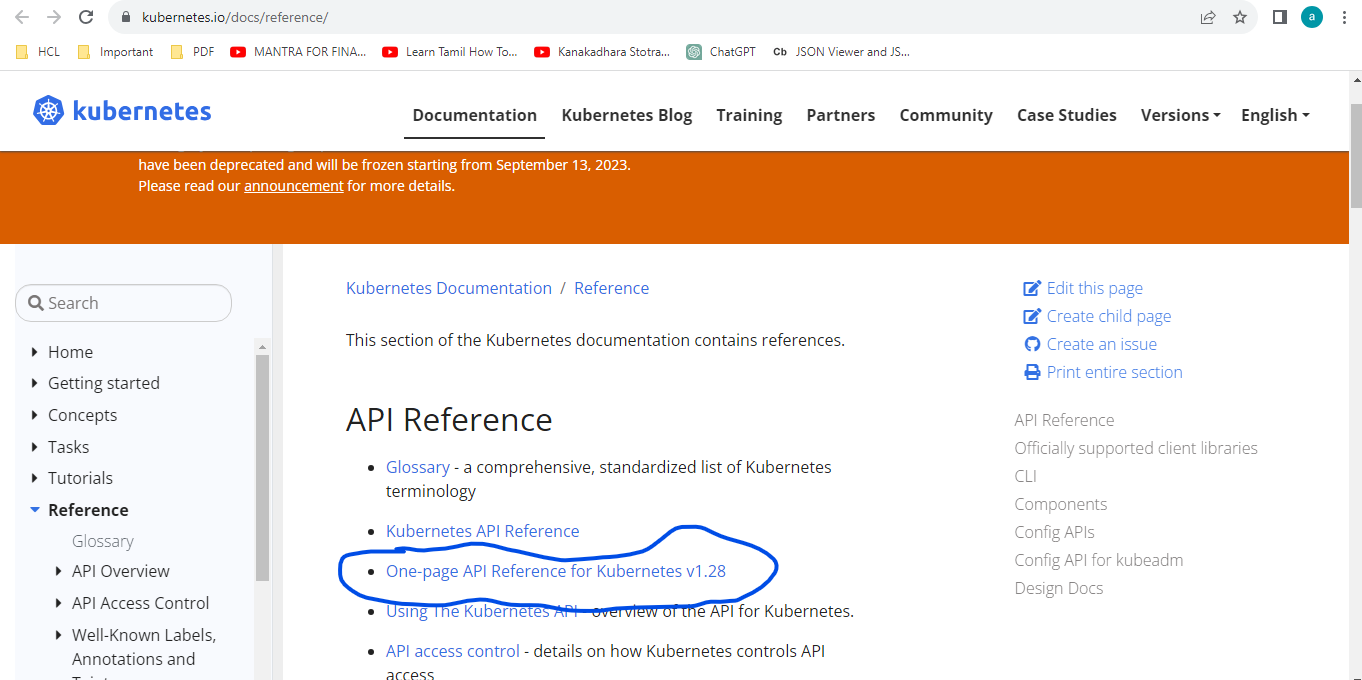 kubernetes.io/docs/reference/
a
HCL
Important
PDF
MANTRA FOR FINA...
Learn Tamil How To...
Kanakadhara Stotra...
ChatGPT
Cb JSON Viewer and JS...
kubernetes
Documentation
Kubernetes Blog
Training
Partners
Community
Case Studies
Versions
English
have been deprecated and will be frozen starting from September 13, 2023.
Please read our announcement for more details.
Search
Home
Getting started
Concepts
Tasks
Tutorials
Reference
Glossary
API Overview
API Access Control
Well-Known Labels,
Annotations and
Kubernetes Documentation / Reference
This section of the Kubernetes documentation contains references.
API Reference
Glossary - a comprehensive, standardized list of Kubernetes
terminology
Kubernetes API Reference
One-page API Reference for Kubernetes v1.28
Using The Kubernetes API - overview of the API for Kubernetes.
API access control - details on how Kubernetes controls API
access
Edit this page
Create child page
Create an issue
Print entire section
API Reference
Officially supported client libraries
CLI
Components
Config APIs
Config API for kubeadm
Design Docs